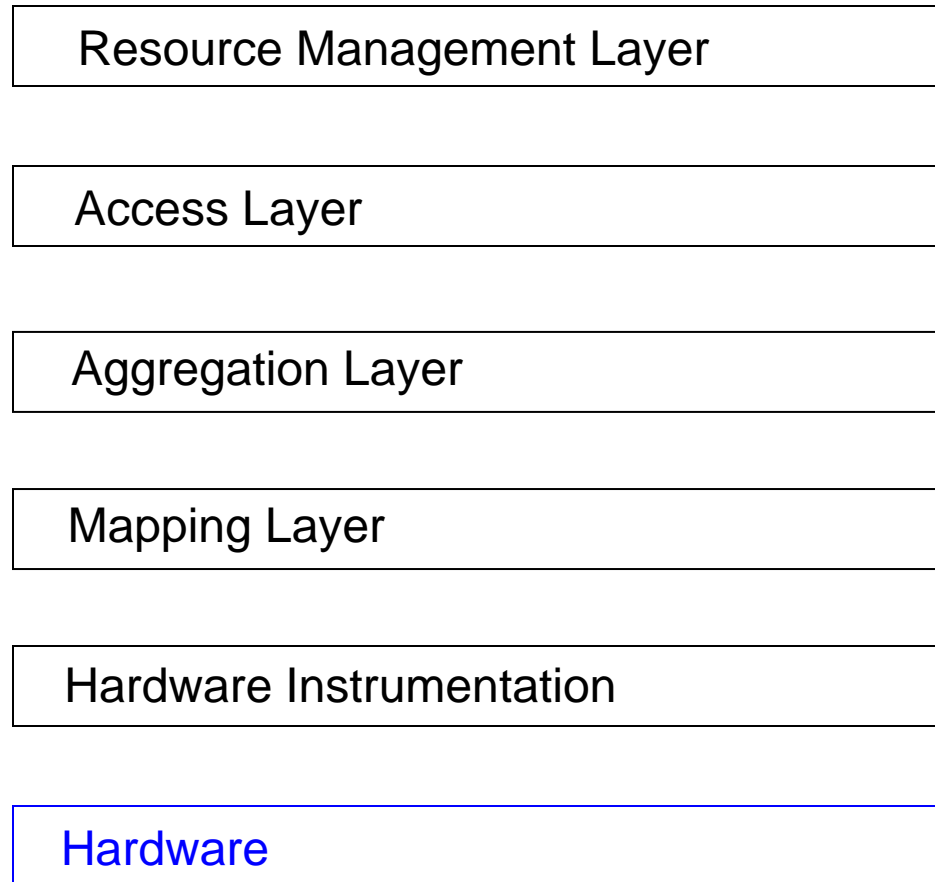 Resource Management Layer
Access Layer
Aggregation Layer
Mapping Layer
Hardware Instrumentation
Hardware